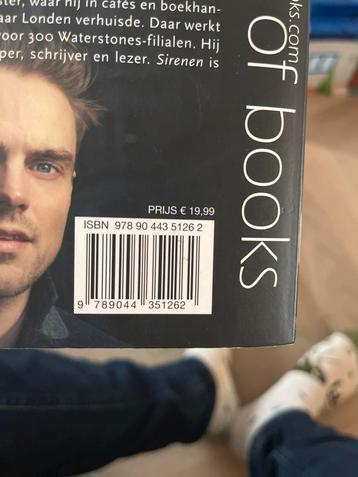 ster, waar hij in cafés en boekhan-
aar Londen verhuisde. Daar werkt
voor 300 Waterstones-filialen. Hij
per, schrijver en lezer. Sirenen is
oks.com
of books
PRIJS € 19,99
ISBN 978 90 443 5126 2
9 789044 351262